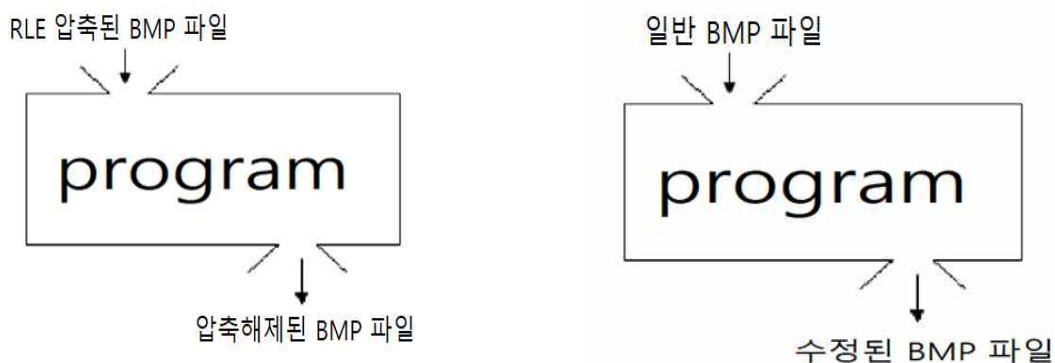 RLE 압축된 BMP 파일
program
압축해제된 BMP 파일
일반 BMP 파일
program
수정된 BMP 파일